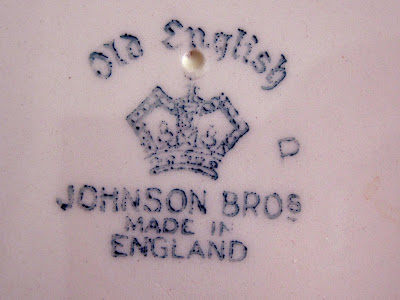 Old English
P
JOHNSON BROS
MADE IN
ENGLAND